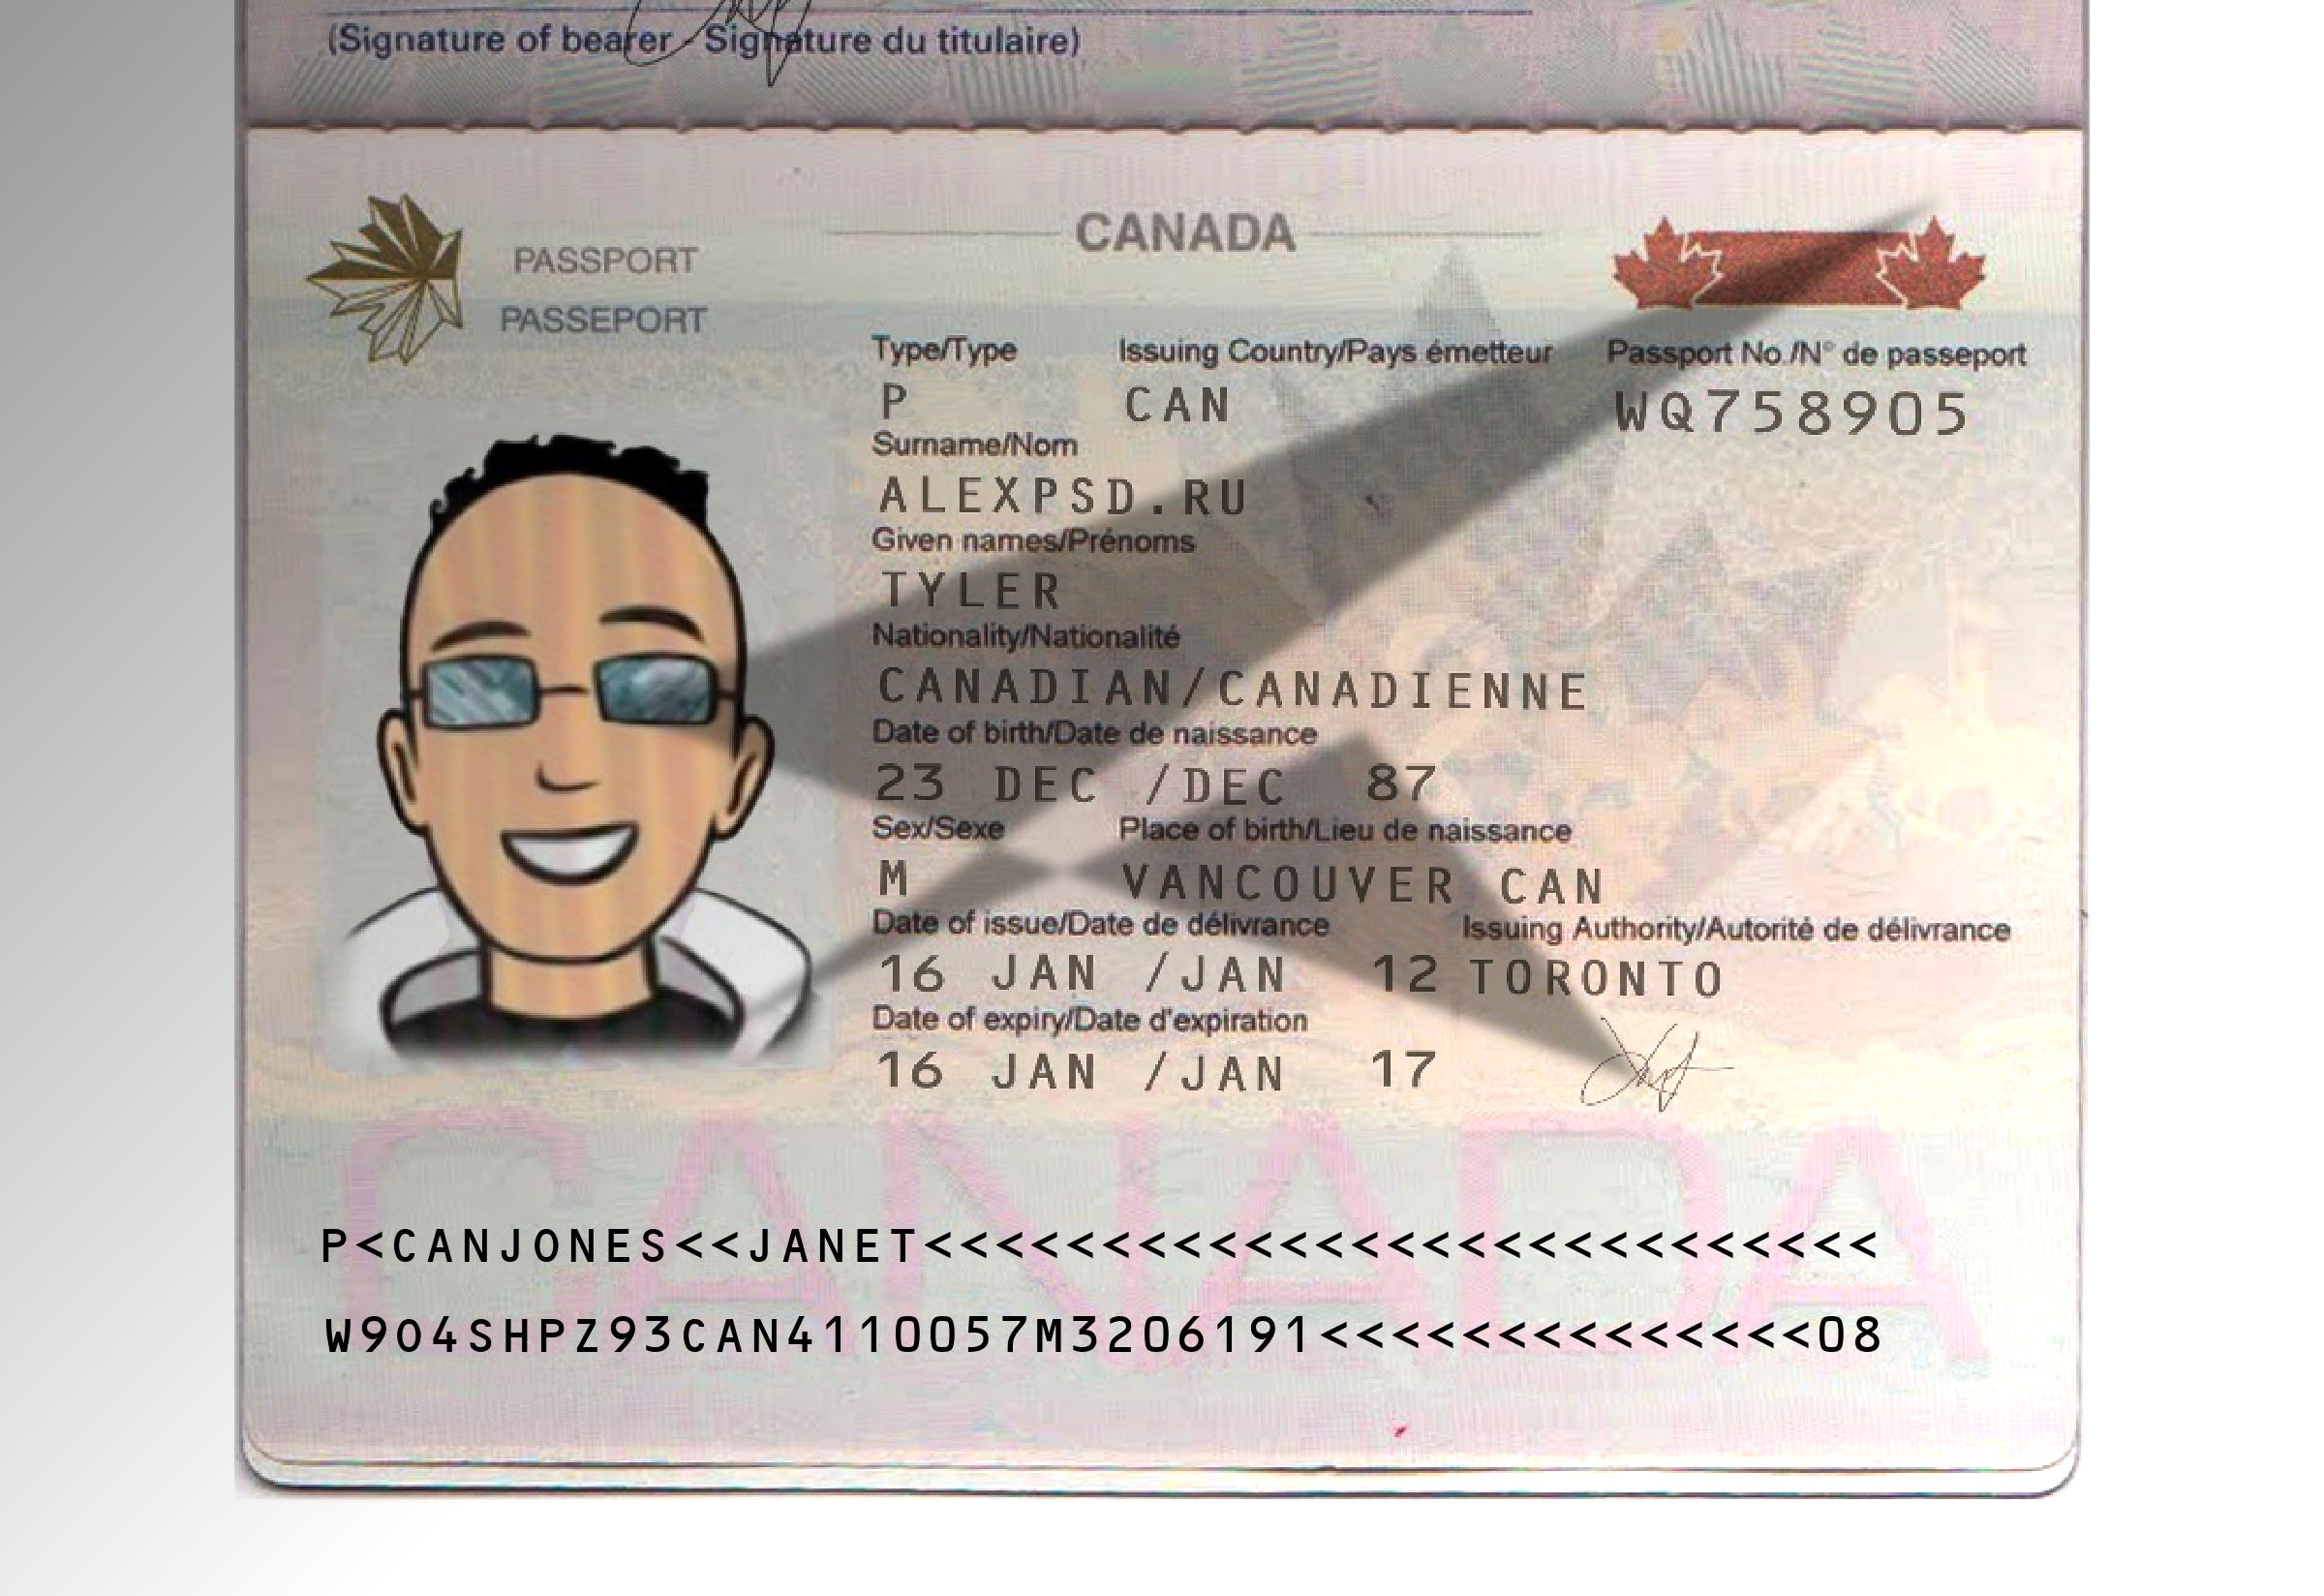 (Signature of bearer - Signature du titulaire)
CANADA
PASSPORT
PASSEPORT
Type/Type Issuing Country/Pays émetteur Passport No./N° de passeport
P CAN WQ758905
Surname/Nom
ALEXPSD.RU
Given names/Prénoms
TYLER
Nationality/Nationalité
CANADIAN/CANADIENNE
Date of birth/Date de naissance
23 DEC /DEC 87
Sex/Sexe Place of birth/Lieu de naissance
M VANCOUVER CAN
Date of issue/Date de délivrance Issuing Authority/Autorité de délivrance
16 JAN /JAN 12 TORONTO
Date of expiry/Date d'expiration
16 JAN /JAN 17
CANADA
P<CANJONES<<JANET<<<<<<<<<<<<<<<<<<<<<<<<<<<
W904SHPZ93CAN4110057M3206191<<<<<<<<<<<<<<08